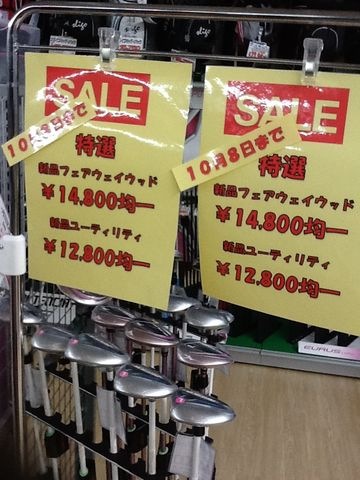 SALE
10月8日まで
特選
新品フェアウェイウッド
¥14,800均一
新品ユーティリティ
¥12,800均一
SALE
10月8日まで
特選
新品フェアウェイウッド
¥14,800均一
新品ユーティリティ
¥12,800均一
EURUS